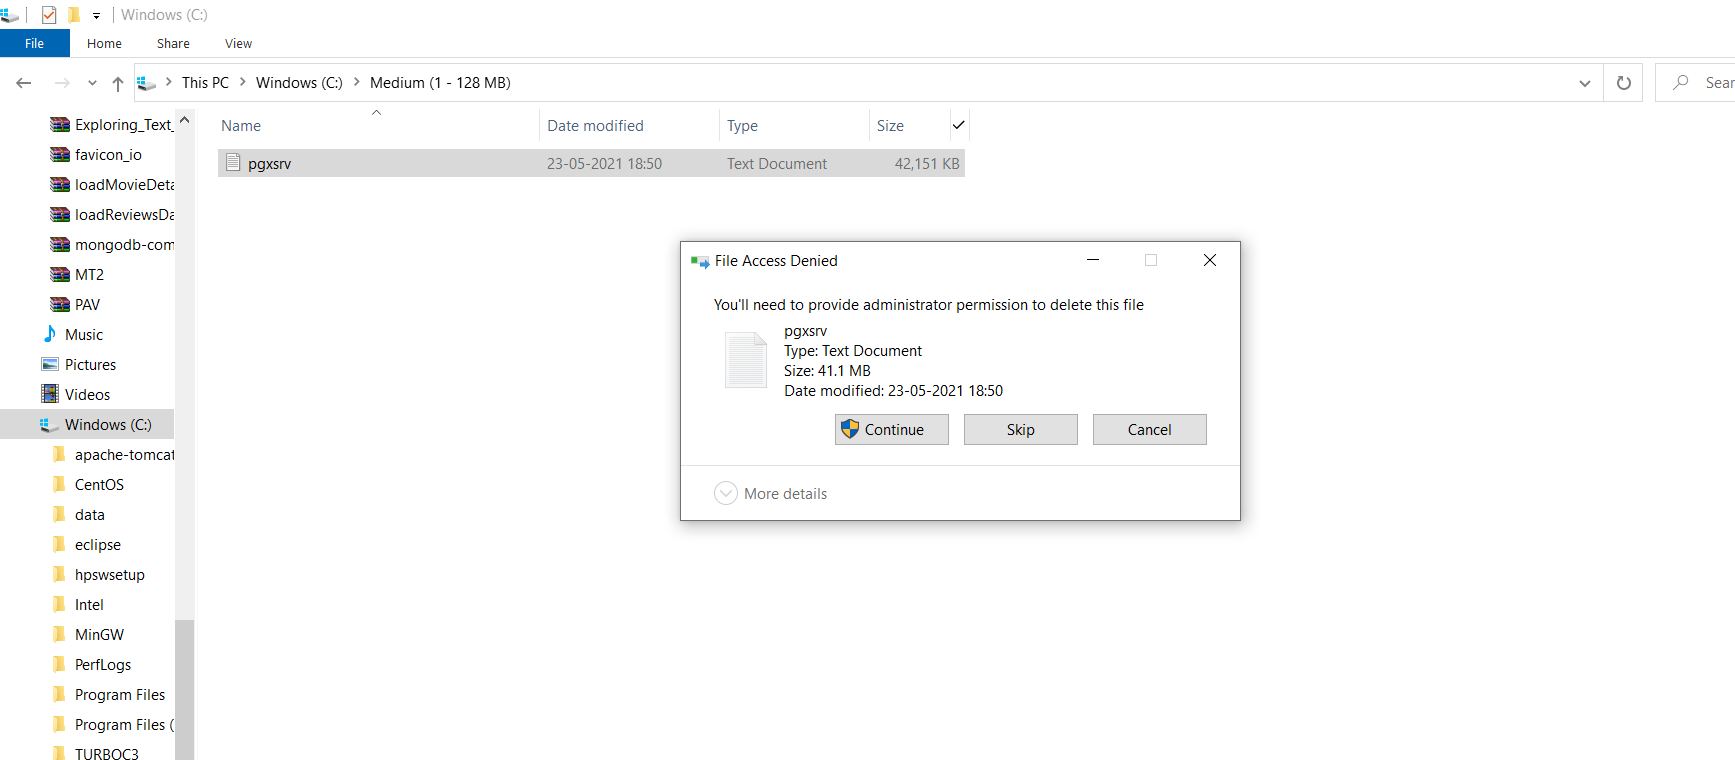 Windows (C:)
File Home Share View
This PC Windows (C:) Medium (1 - 128 MB)
Sear
Name Date modified Type Size
pgxsrv 23-05-2021 18:50 Text Document 42,151 KB
Exploring_Text_
favicon_io
loadMovieDeta
loadReviewsDa
mongodb-com
MT2
PAV
Music
Pictures
Videos
Windows (C:)
apache-tomcat
CentOS
data
eclipse
hpswsetup
Intel
MinGW
PerfLogs
Program Files
Program Files (
TURBOC3
File Access Denied
You'll need to provide administrator permission to delete this file
pgxsrv
Type: Text Document
Size: 41.1 MB
Date modified: 23-05-2021 18:50
Continue Skip Cancel
More details